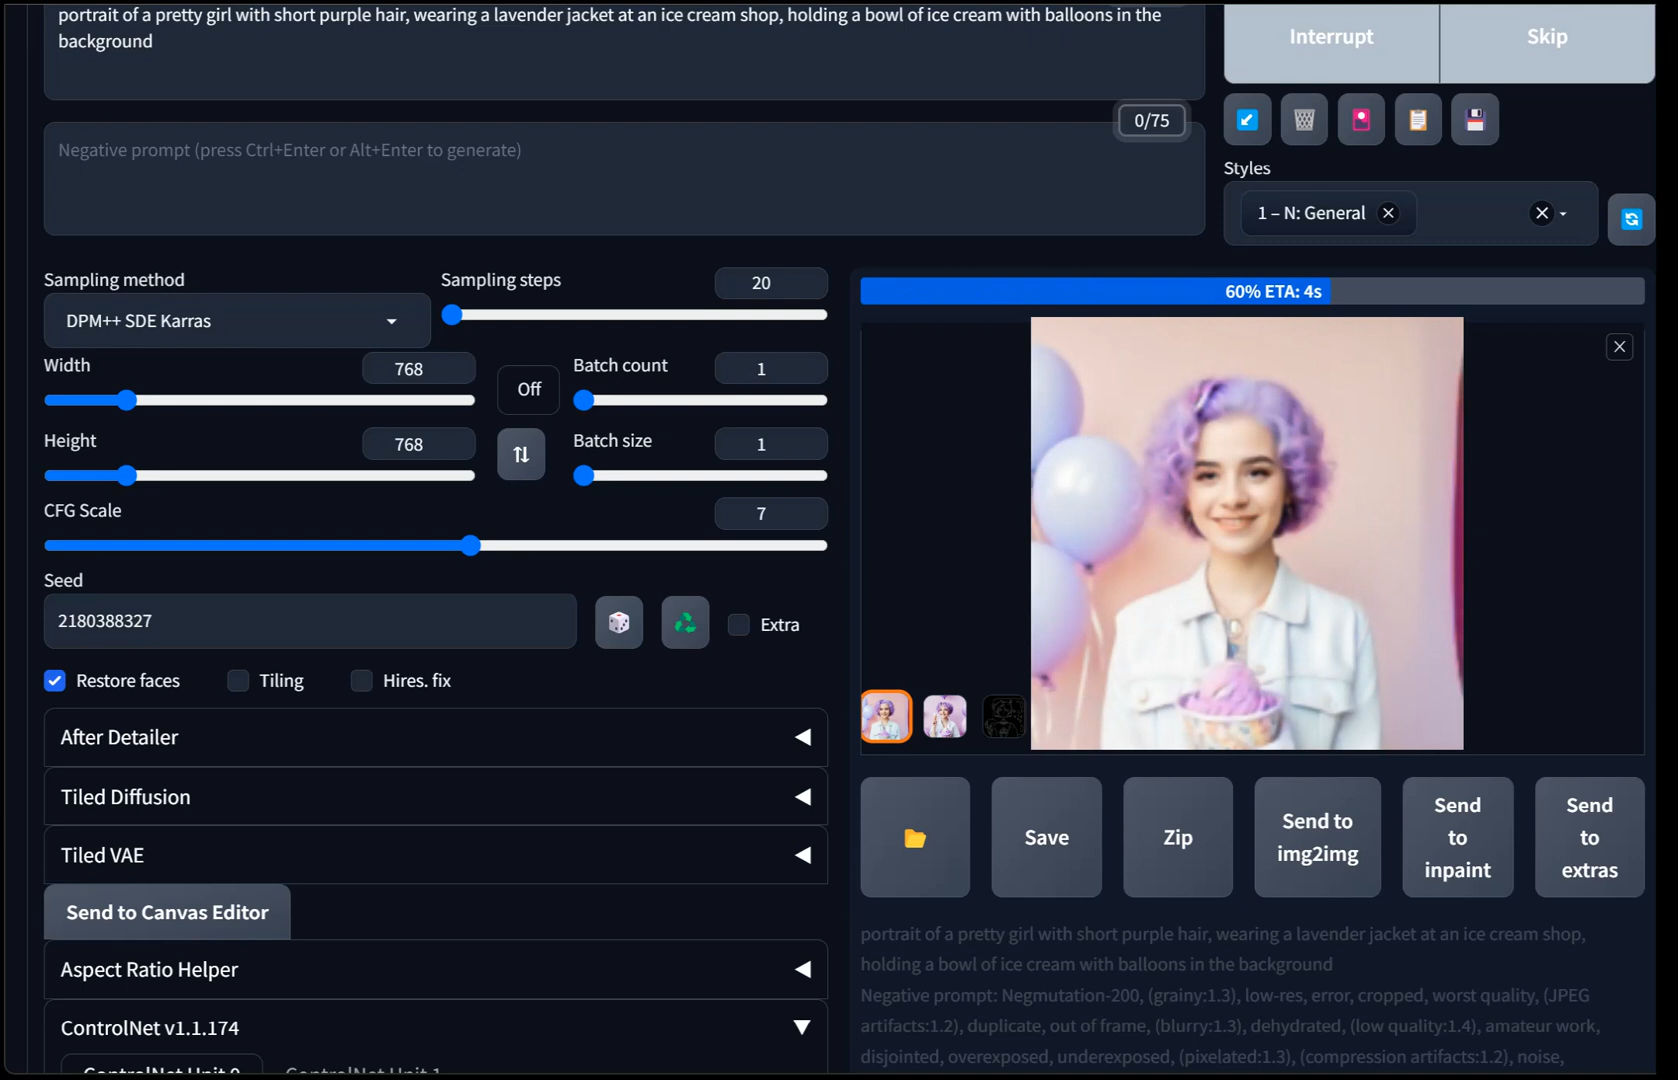 portrait of a pretty girl with short purple hair, wearing a lavender jacket at an ice cream shop, holding a bowl of ice cream with balloons in the
background
Interrupt
Skip
0/75
Negative prompt (press Ctrl+Enter or Alt+Enter to generate)
Styles
1 – N: General
Sampling method
Sampling steps
20
DPM++ SDE Karras
60% ETA: 4s
Width
768
Off
Batch count
1
Height
768
Batch size
1
CFG Scale
7
Seed
2180388327
Extra
Restore faces
Tiling
Hires. fix
After Detailer
Tiled Diffusion
Tiled VAE
Send to Canvas Editor
Aspect Ratio Helper
ControlNet v1.1.174
ControlNet Unit 0
ControlNet Unit 1
Save
Zip
Send to
img2img
Send
to
inpaint
Send
to
extras
portrait of a pretty girl with short purple hair, wearing a lavender jacket at an ice cream shop,
holding a bowl of ice cream with balloons in the background
Negative prompt: Negmutation-200, (grainy:1.3), low-res, error, cropped, worst quality, (JPEG
artifacts:1.2), duplicate, out of frame, (blurry:1.3), dehydrated, (low quality:1.4), amateur work,
disjointed, overexposed, underexposed, (pixelated:1.3), (compression artifacts:1.2), noise,